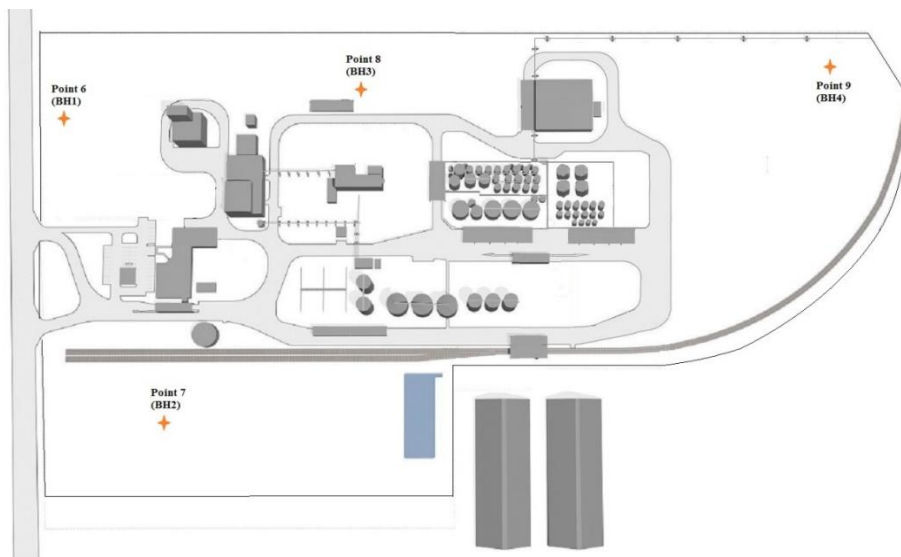 Point 6
(BH1)
Point 8
(BH3)
Point 9
(BH4)
Point 7
(BH2)